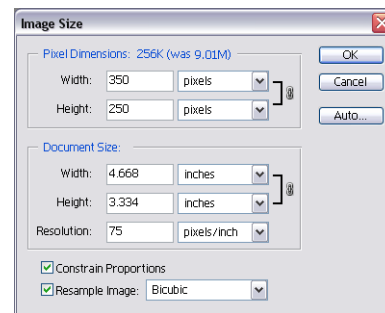 Image Size
Pixel Dimensions: 256K (was 9.01M)
Width: 350 pixels
Height: 250 pixels
OK
Cancel
Auto...
Document Size:
Width: 4.668 inches
Height: 3.334 inches
Resolution: 75 pixels/inch
Constrain Proportions
Resample Image: Bicubic